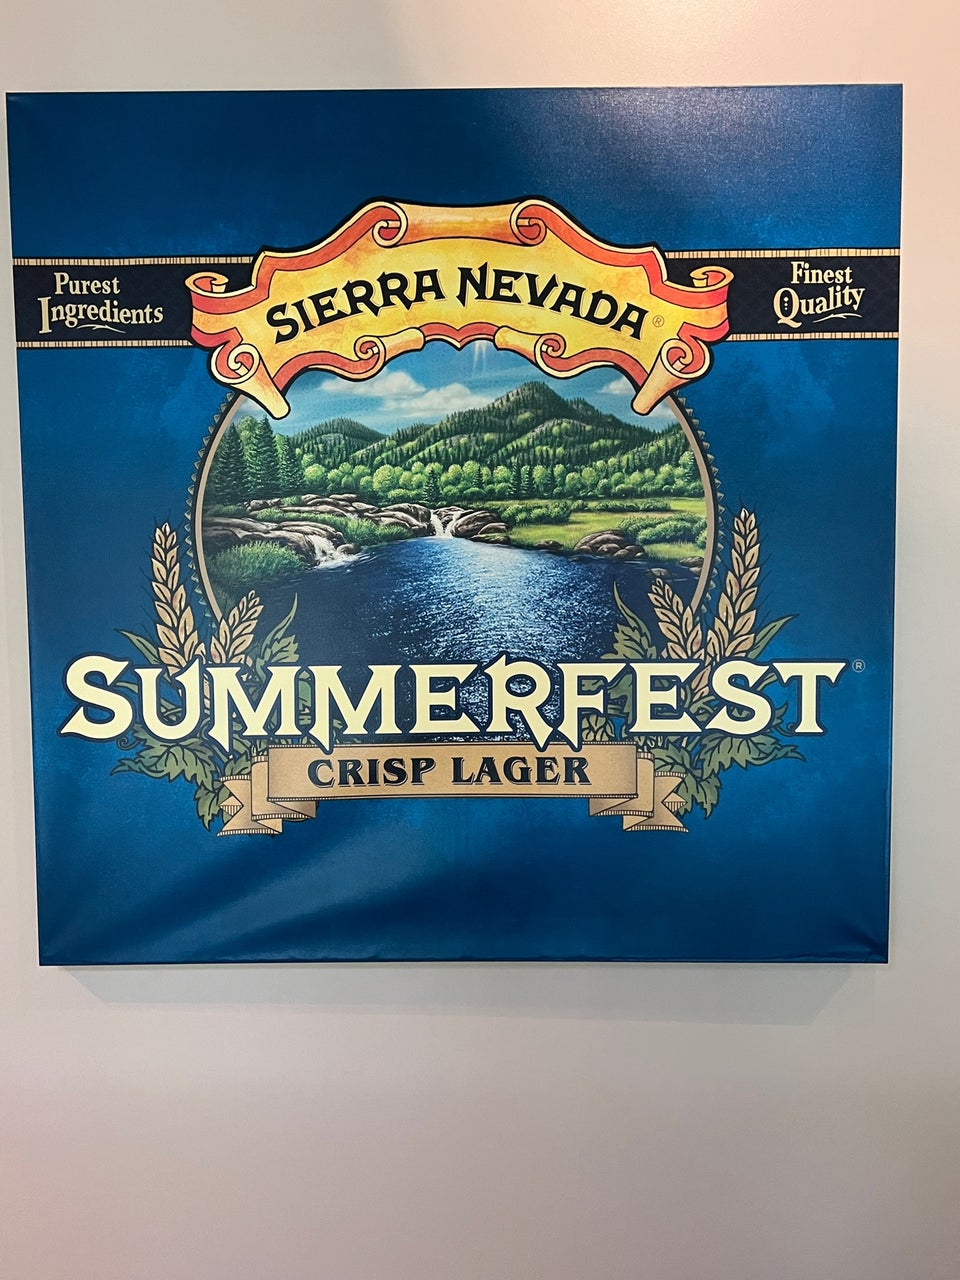 Purest
Ingredients
SIERRA NEVADA®
Finest
Quality
SUMMERFEST®
CRISP LAGER